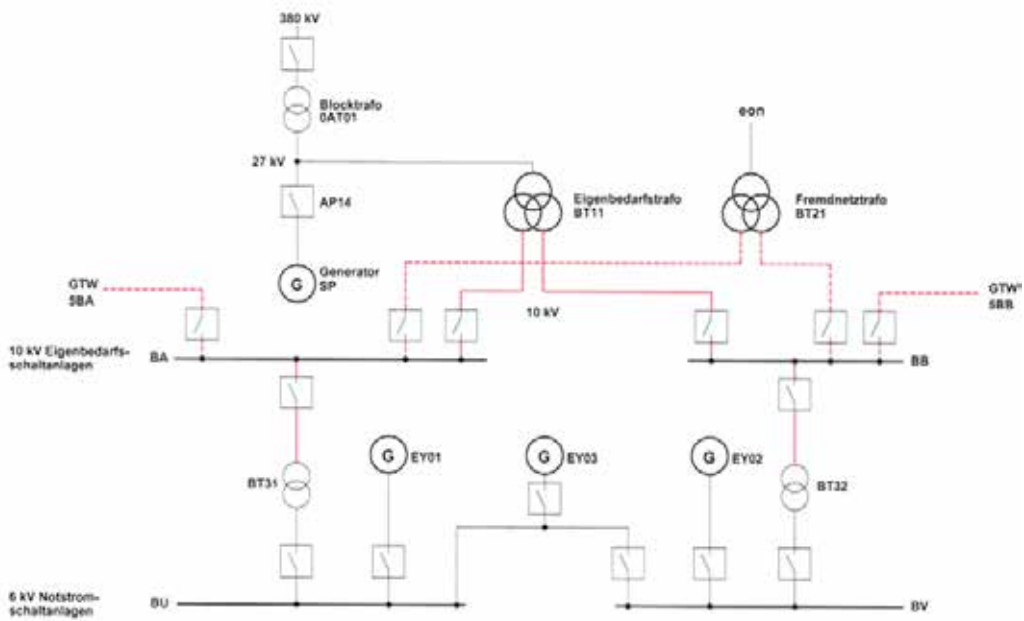 380 kV
Blocktrafo
0AT01
eon
27 kV
AP14
Eigenbedarfstrafo
BT11
Fremdnetztrafo
BT21
G
Generator
SP
GTW
5BA
10 kV
GTW*
5BB
10 kV Eigenbedarfs-
schaltanlagen
BA
BB
G
EY01
G
EY03
G
EY02
BT31
BT32
6 kV Notstrom-
schaltanlagen
BU
BV